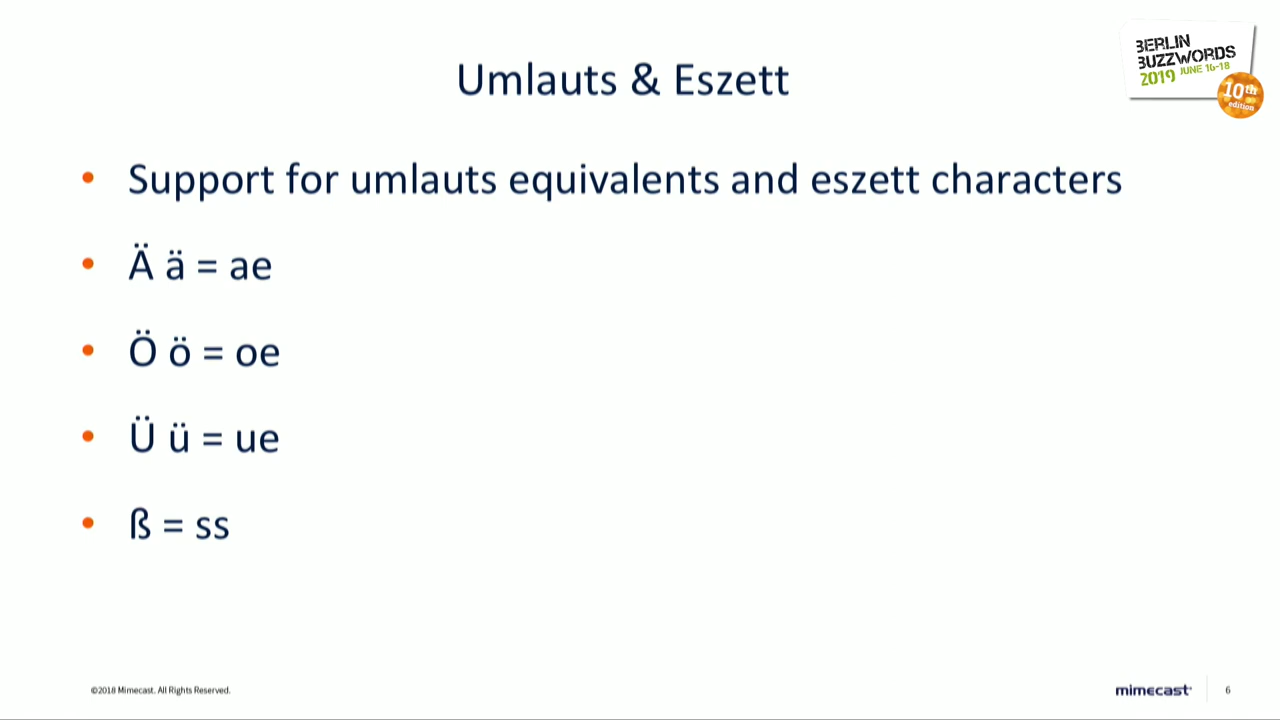 BERLIN
BUZZWORDS
2019 JUNE 16-18
10th
edition
Umlauts & Eszett
• Support for umlauts equivalents and eszett characters
• Ä ä = ae
• Ö ö = oe
• Ü ü = ue
• ß = ss
©2018 Mimecast. All Rights Reserved.
mimecast
6